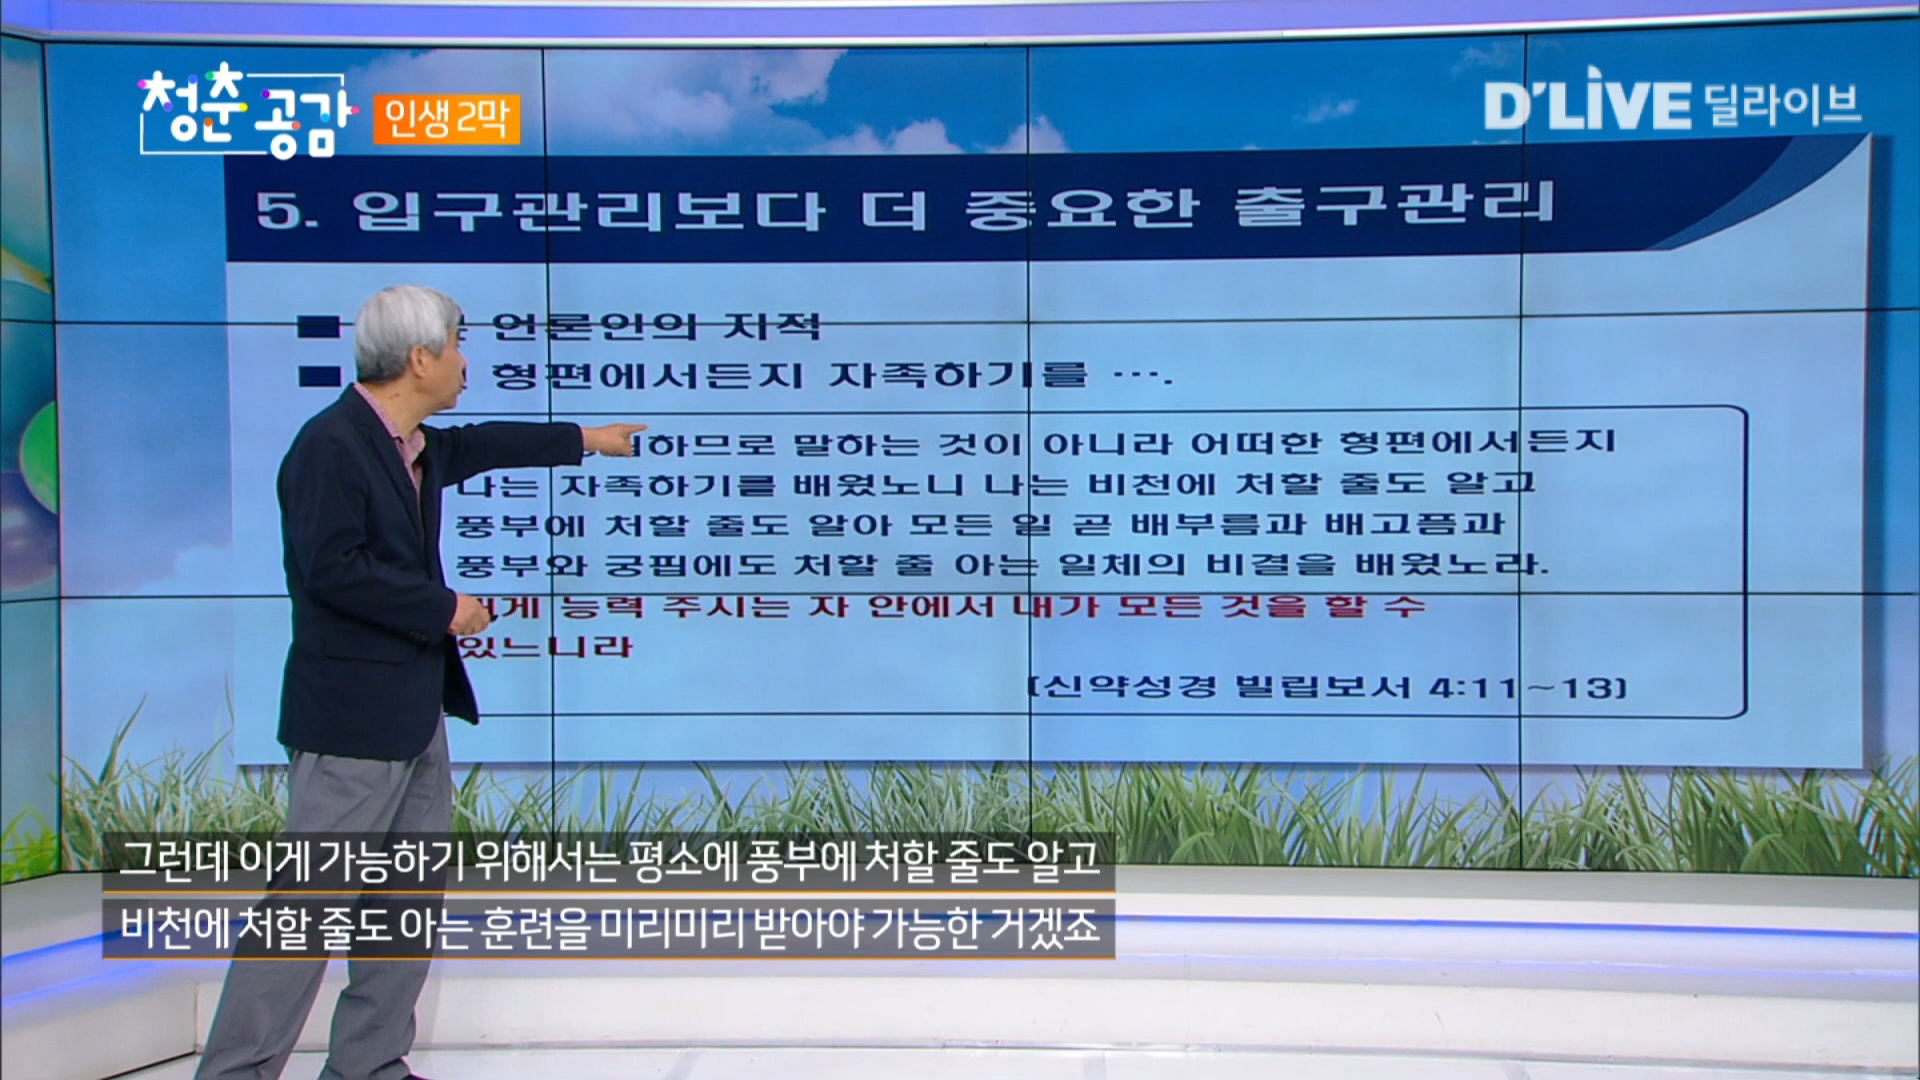 청춘 공감 인생 2막
D'LIVE 딜라이브
5. 입구관리보다 더 중요한 출구관리
■ 언론인의 지적
■ 형편에서든지 자족하기를 ….
말하는 것이 아니라 어떠한 형편에서든지
나는 자족하기를 배웠노니 나는 비천에 처할 줄도 알고
풍부에 처할 줄도 알아 모든 일 곧 배부름과 배고픔과
풍부와 궁핍에도 처할 줄 아는 일체의 비결을 배웠노라.
능력 주시는 자 안에서 내가 모든 것을 할 수
있느니라
(신약성경 빌립보서 4:11~13)
그런데 이게 가능하기 위해서는 평소에 풍부에 처할 줄도 알고
비천에 처할 줄도 아는 훈련을 미리미리 받아야 가능한 거겠죠